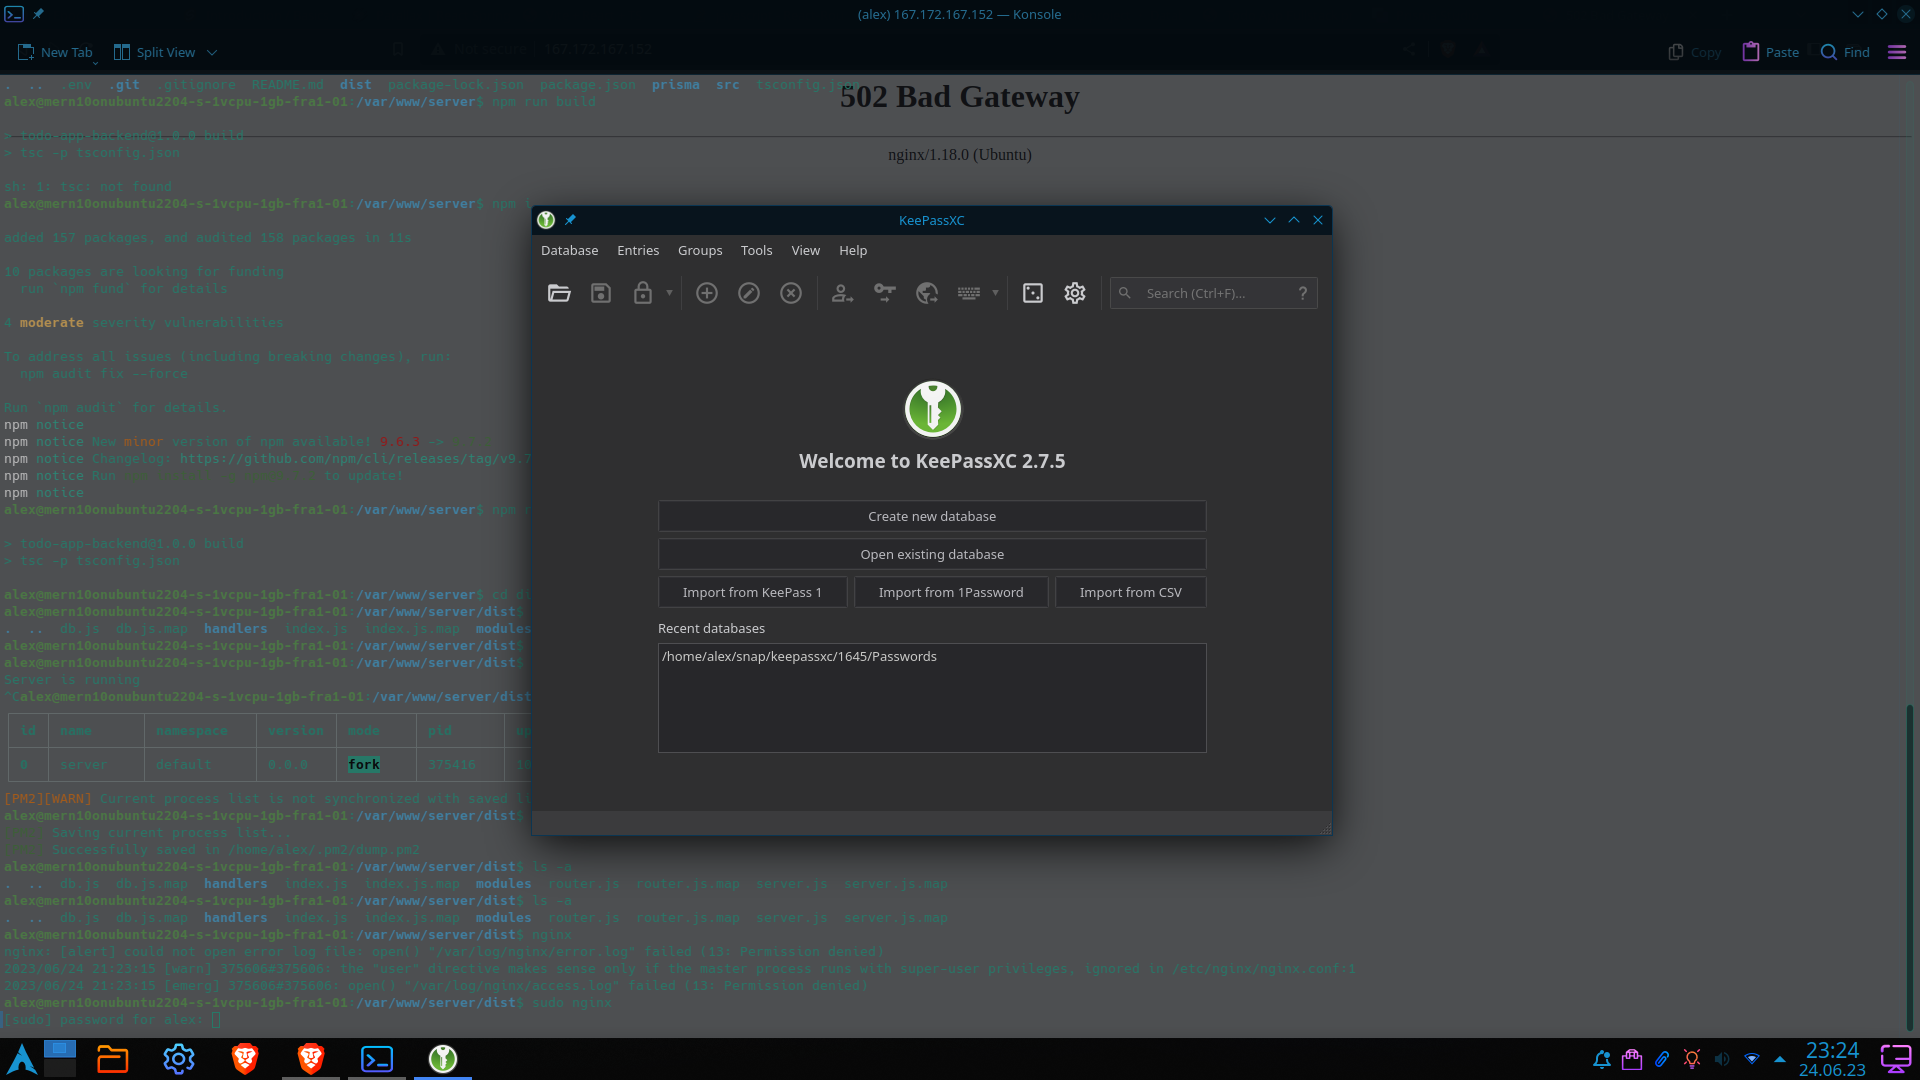 (alex) 167.172.167.152 — Konsole
New Tab Split View Copy Paste Find
Not secure 167.172.167.152
. .. .env .git .gitignore README.md dist package-lock.json package.json prisma src tsconfig.json
alex@mern10onubuntu2204-s-1vcpu-1gb-fra1-01:/var/www/server$ npm run build
502 Bad Gateway
> todo-app-backend@1.0.0 build
> tsc -p tsconfig.json
nginx/1.18.0 (Ubuntu)
sh: 1: tsc: not found
alex@mern10onubuntu2204-s-1vcpu-1gb-fra1-01:/var/www/server$ npm
added 157 packages, and audited 158 packages in 11s
10 packages are looking for funding
run `npm fund` for details
4 moderate severity vulnerabilities
To address all issues (including breaking changes), run:
npm audit fix --force
Run `npm audit` for details.
npm notice
npm notice New minor version of npm available! 9.6.3 ->
npm notice Changelog: https://github.com/npm/cli/releases/tag/v9.7
npm notice Run to update!
npm notice
alex@mern10onubuntu2204-s-1vcpu-1gb-fra1-01:/var/www/server$ npm
> todo-app-backend@1.0.0 build
> tsc -p tsconfig.json
alex@mern10onubuntu2204-s-1vcpu-1gb-fra1-01:/var/www/server$ cd
alex@mern10onubuntu2204-s-1vcpu-1gb-fra1-01:/var/www/server/dist$
. .. db.js db.js.map handlers index.js index.js.map modules
alex@mern10onubuntu2204-s-1vcpu-1gb-fra1-01:/var/www/server/dist$
alex@mern10onubuntu2204-s-1vcpu-1gb-fra1-01:/var/www/server/dist$
Server is running
^Calex@mern10onubuntu2204-s-1vcpu-1gb-fra1-01:/var/www/server/dist
id name namespace version mode pid
0 server default 0.0.0 fork 375416
[PM2][WARN] Current process list is not synchronized with saved
alex@mern10onubuntu2204-s-1vcpu-1gb-fra1-01:/var/www/server/dist$
Saving current process list...
Successfully saved in /home/alex/.pm2/dump.pm2
alex@mern10onubuntu2204-s-1vcpu-1gb-fra1-01:/var/www/server/dist$ ls -a
. .. db.js db.js.map handlers index.js index.js.map modules router.js router.js.map server.js server.js.map
alex@mern10onubuntu2204-s-1vcpu-1gb-fra1-01:/var/www/server/dist$ ls -a
. .. db.js db.js.map handlers index.js index.js.map modules router.js router.js.map server.js server.js.map
alex@mern10onubuntu2204-s-1vcpu-1gb-fra1-01:/var/www/server/dist$ nginx
nginx: [alert] could not open error log file: open() "/var/log/nginx/error.log" failed (13: Permission denied)
2023/06/24 21:23:15 [warn] 375606#375606: the "user" directive makes sense only if the master process runs with super-user privileges, ignored in /etc/nginx/nginx.conf:1
2023/06/24 21:23:15 [emerg] 375606#375606: open() "/var/log/nginx/access.log" failed (13: Permission denied)
alex@mern10onubuntu2204-s-1vcpu-1gb-fra1-01:/var/www/server/dist$ sudo nginx
[sudo] password for alex:
KeePassXC
Database Entries Groups Tools View Help
Search (Ctrl+F)... ?
Welcome to KeePassXC 2.7.5
Create new database
Open existing database
Import from KeePass 1 Import from 1Password Import from CSV
Recent databases
/home/alex/snap/keepassxc/1645/Passwords
23:24
24.06.23